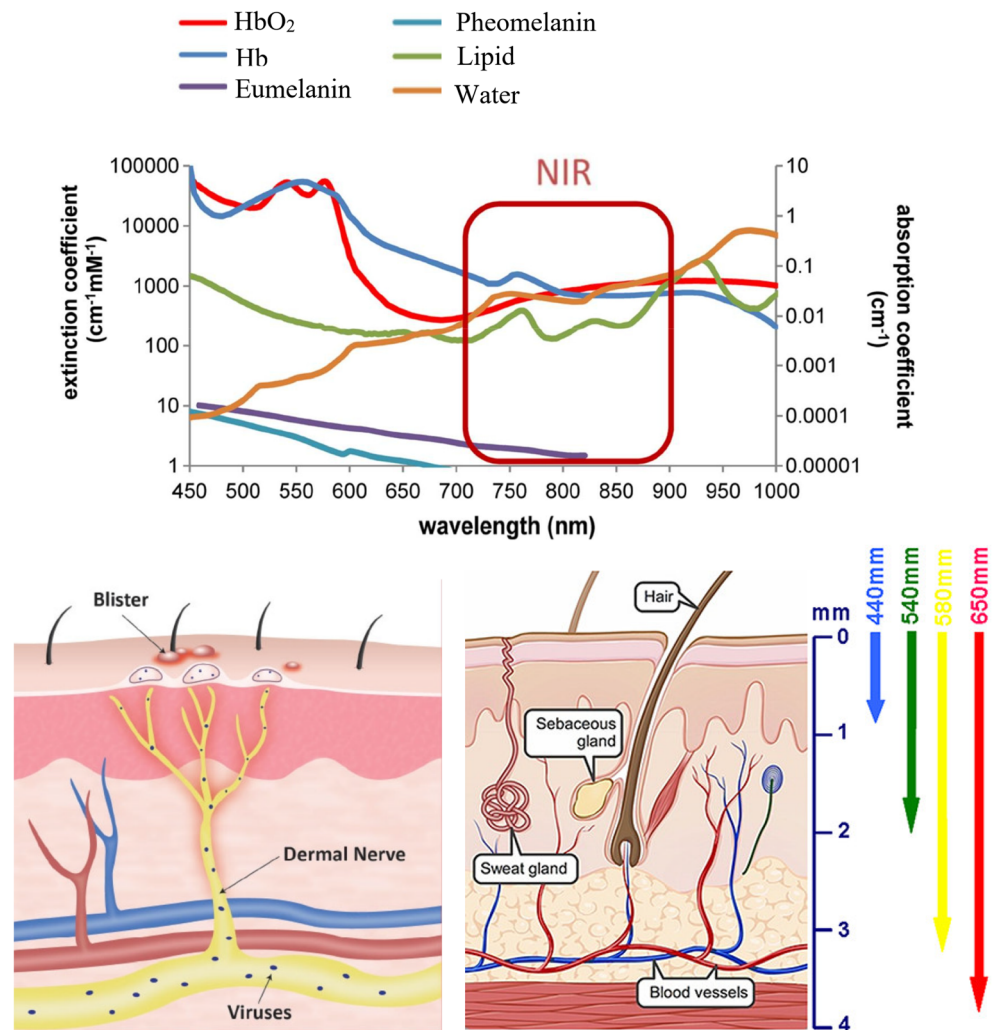 HbO₂
Pheomelanin
Hb
Lipid
Eumelanin
Water
NIR
extinction coefficient
(cm⁻¹mM⁻¹)
100000
10000
1000
100
10
1
10
1
0.1
0.01
0.001
0.0001
0.00001
absorption coefficient
(cm⁻¹)
450 500 550 600 650 700 750 800 850 900 950 1000
wavelength (nm)
Blister
Dermal Nerve
Viruses
Hair
Sebaceous
gland
Sweat gland
Blood vessels
mm
0
1
2
3
4
440mm
540mm
580mm
650mm